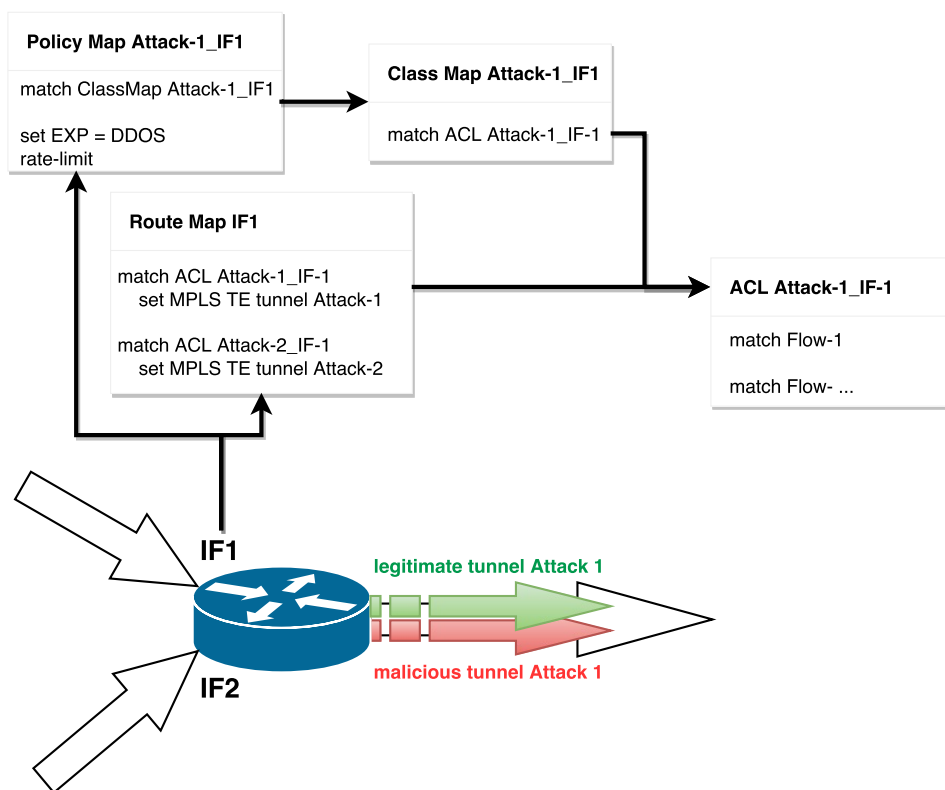 Policy Map Attack-1_IF1
match ClassMap Attack-1_IF1
set EXP = DDOS
rate-limit
Class Map Attack-1_IF1
match ACL Attack-1_IF-1
Route Map IF1
match ACL Attack-1_IF-1
set MPLS TE tunnel Attack-1
match ACL Attack-2_IF-1
set MPLS TE tunnel Attack-2
ACL Attack-1_IF-1
match Flow-1
match Flow- ...
IF1
legitimate tunnel Attack 1
malicious tunnel Attack 1
IF2